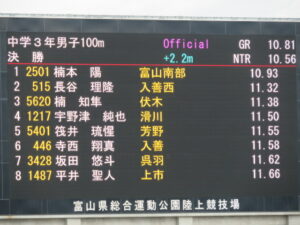 中学3年男子100m Official GR 10.81
決 勝 +2.2m NTR 10.56
1 2501 楠本 陽 富山南部 10.93
2 515 長谷 理隆 入善西 11.32
3 5620 楠 知隼 伏木 11.38
4 1217 宇野津 純也 滑川 11.50
5 5401 筏井 琉惺 芳野 11.55
6 446 寺西 翔真 入善 11.58
7 3428 坂田 悠斗 呉羽 11.62
8 1487 平井 聖人 上市 11.66
富山県総合運動公園陸上競技場